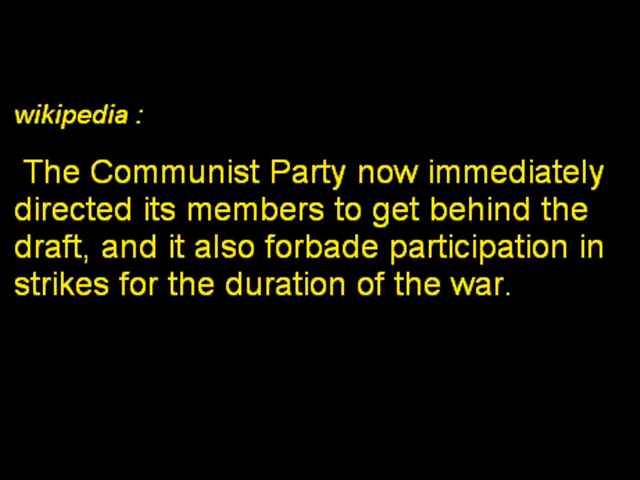 wikipedia :
The Communist Party now immediately
directed its members to get behind the
draft, and it also forbade participation in
strikes for the duration of the war.